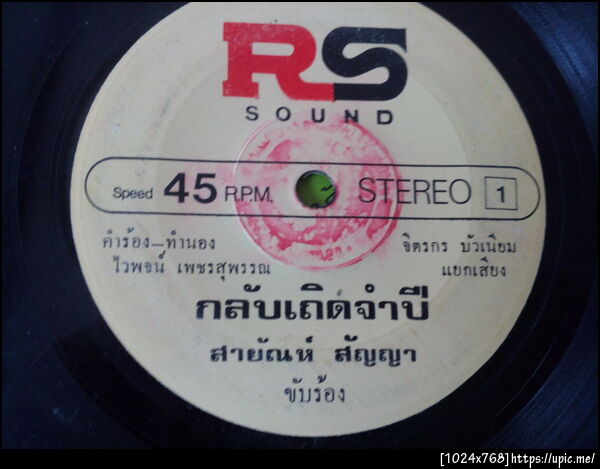 RS
SOUND
Speed 45 R.P.M. STEREO 1
คำร้อง–ทำนอง
ไวพจน์ เพชรสุพรรณ
จิตรกร บัวเนียม
แยกเสียง
กลับเถิดจำปี
สายัณห์ สัญญา
ขับร้อง
[1024x768]https://upic.me/